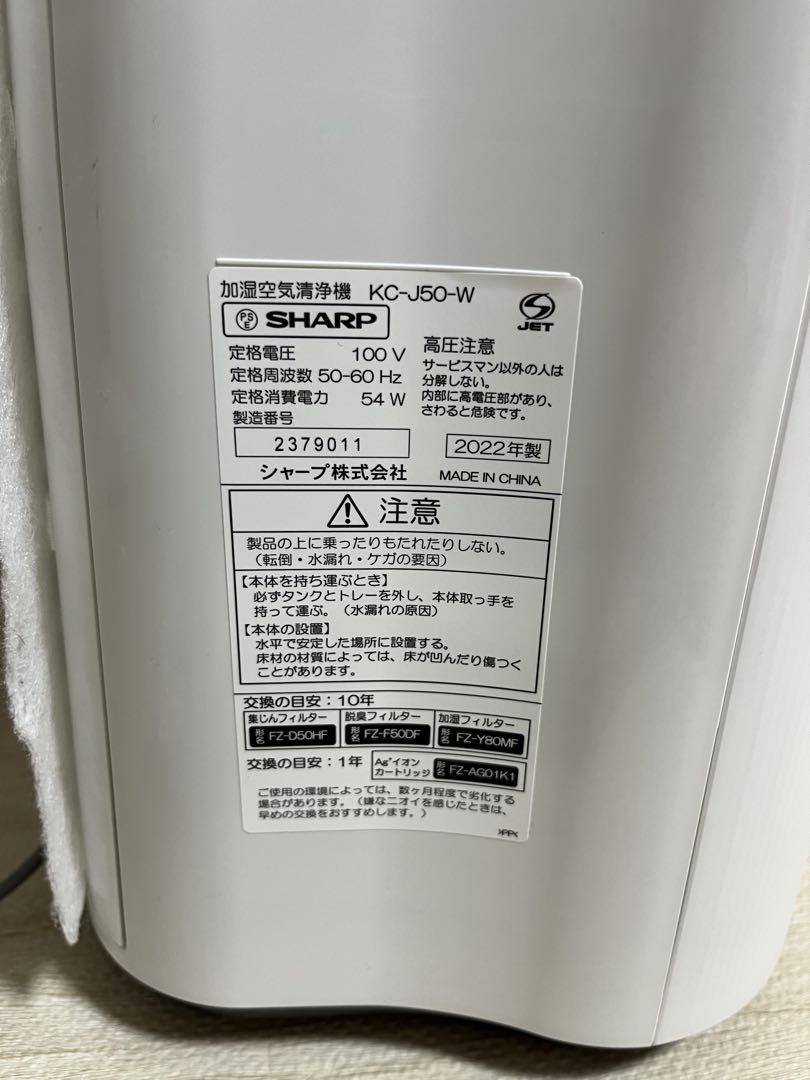 加湿空気清浄機 KC-J50-W
PS
E SHARP
JET
定格電圧 100 V
定格周波数 50-60 Hz
定格消費電力 54 W
製造番号
2379011
高圧注意
サービスマン以外の人は
分解しない。
内部に高電圧部があり、
さわると危険です。
2022年製
シャープ株式会社 MADE IN CHINA
注意
製品の上に乗ったりもたれたりしない。
（転倒・水漏れ・ケガの要因）
【本体を持ち運ぶとき】
必ずタンクとトレーを外し、本体取っ手を
持って運ぶ。（水漏れの原因）
【本体の設置】
水平で安定した場所に設置する。
床材の材質によっては、床が凹んだり傷つく
ことがあります。
交換の目安：10年
集じんフィルター
形名 FZ-D50HF
脱臭フィルター
形名 FZ-F50DF
加湿フィルター
形名 FZ-Y80MF
交換の目安：1年
Ag⁺イオン
カートリッジ 形名 FZ-AG01K1
ご使用の環境によっては、数ヶ月程度で劣化する
場合があります。（嫌なニオイを感じたときは、
早めの交換をおすすめします。）
>PP<